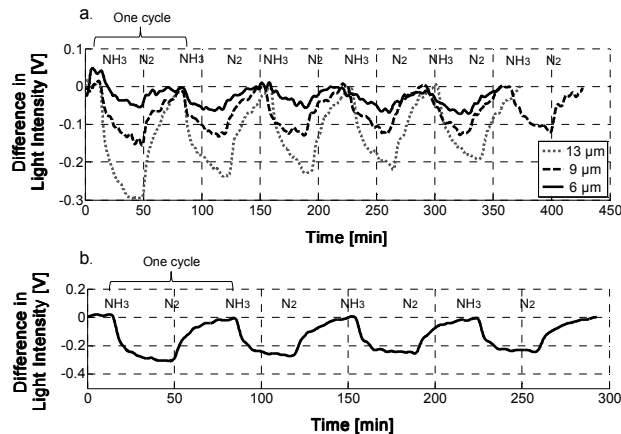 a.
One cycle
NH3 N2 NH3 N2 NH3 N2 NH3 N2 NH3 N2 NH3 N2
0.1
0
-0.1
-0.2
-0.3
Difference in
Light Intensity [V]
13 µm
9 µm
6 µm
0 50 100 150 200 250 300 350 400 450
Time [min]
b.
One cycle
NH3 N2 NH3 N2 NH3 N2 NH3 N2
0.2
0
-0.2
-0.4
Difference in
Light Intensity [V]
0 50 100 150 200 250 300
Time [min]